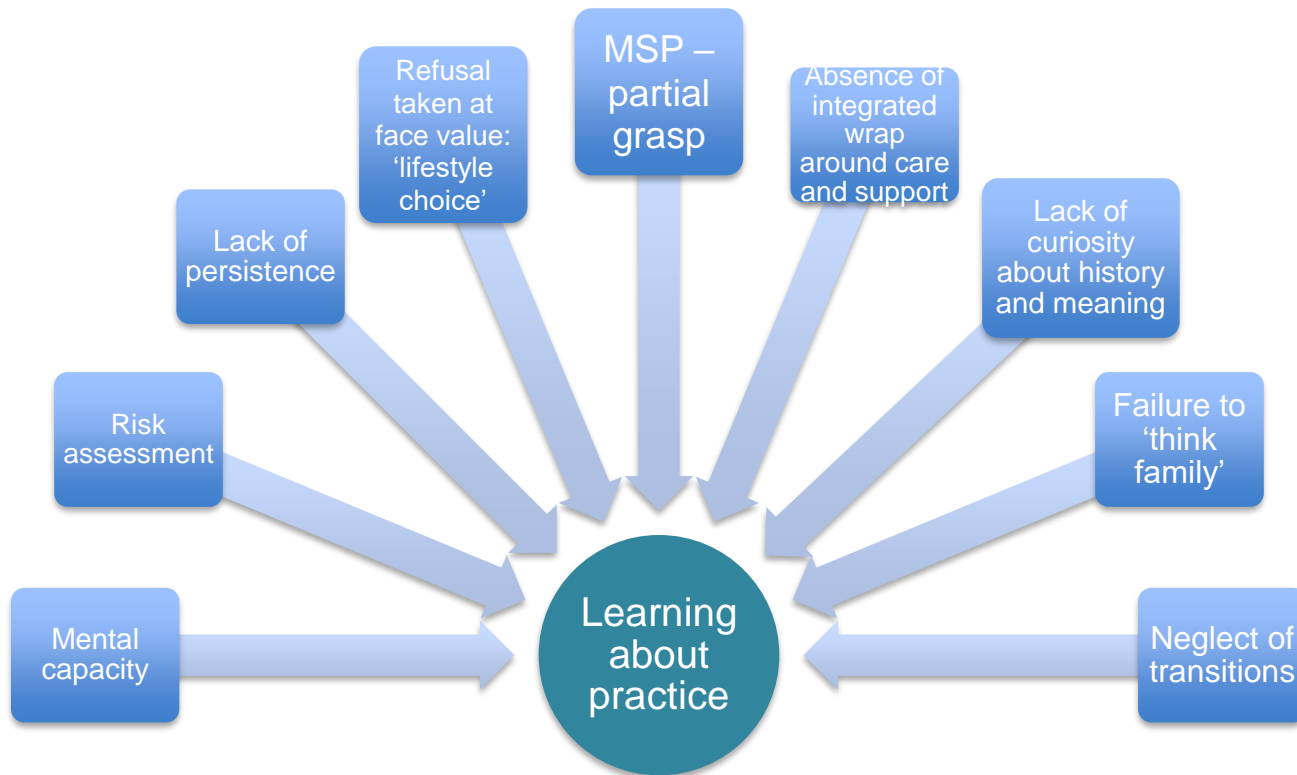 Mental
capacity
Risk
assessment
Lack of
persistence
Refusal
taken at
face value:
‘lifestyle
choice’
MSP –
partial
grasp
Absence of
integrated
wrap
around care
and support
Lack of
curiosity
about history
and meaning
Failure to
‘think
family’
Neglect of
transitions
Learning
about
practice